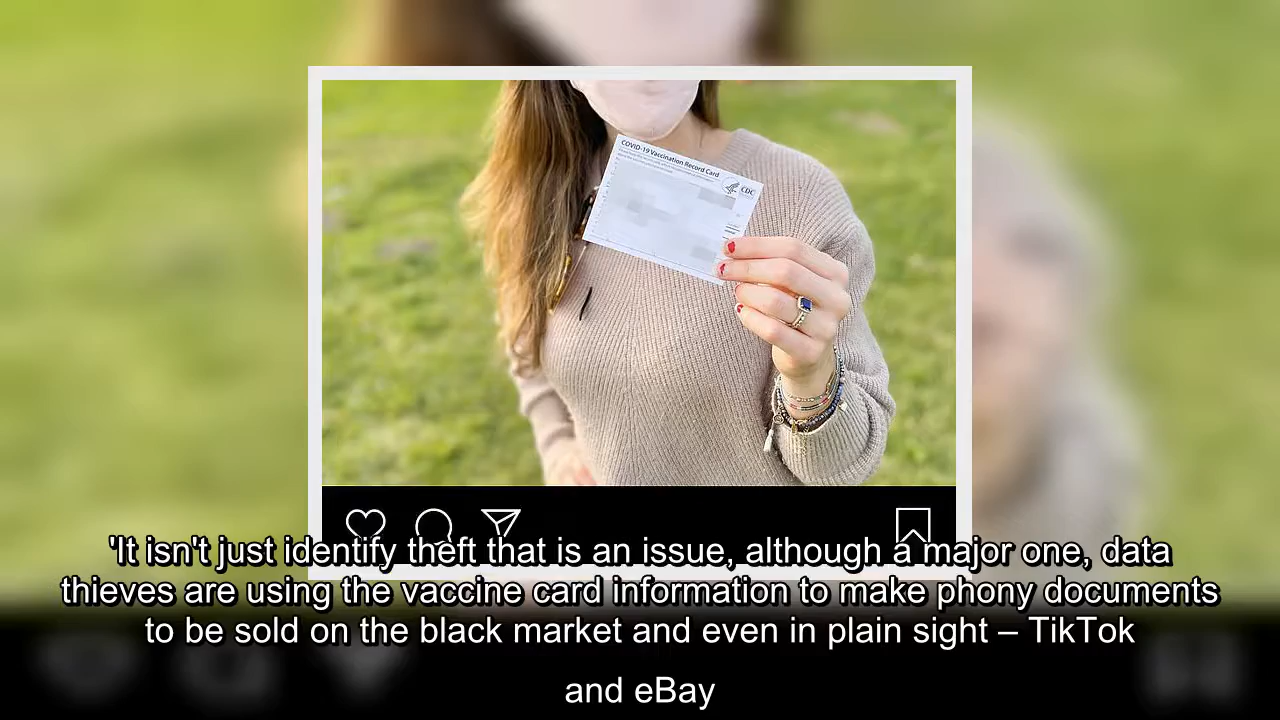 COVID-19 Vaccination Record Card
CDC
'It isn't just identify theft that is an issue, although a major one, data
thieves are using the vaccine card information to make phony documents
to be sold on the black market and even in plain sight – TikTok
and eBay